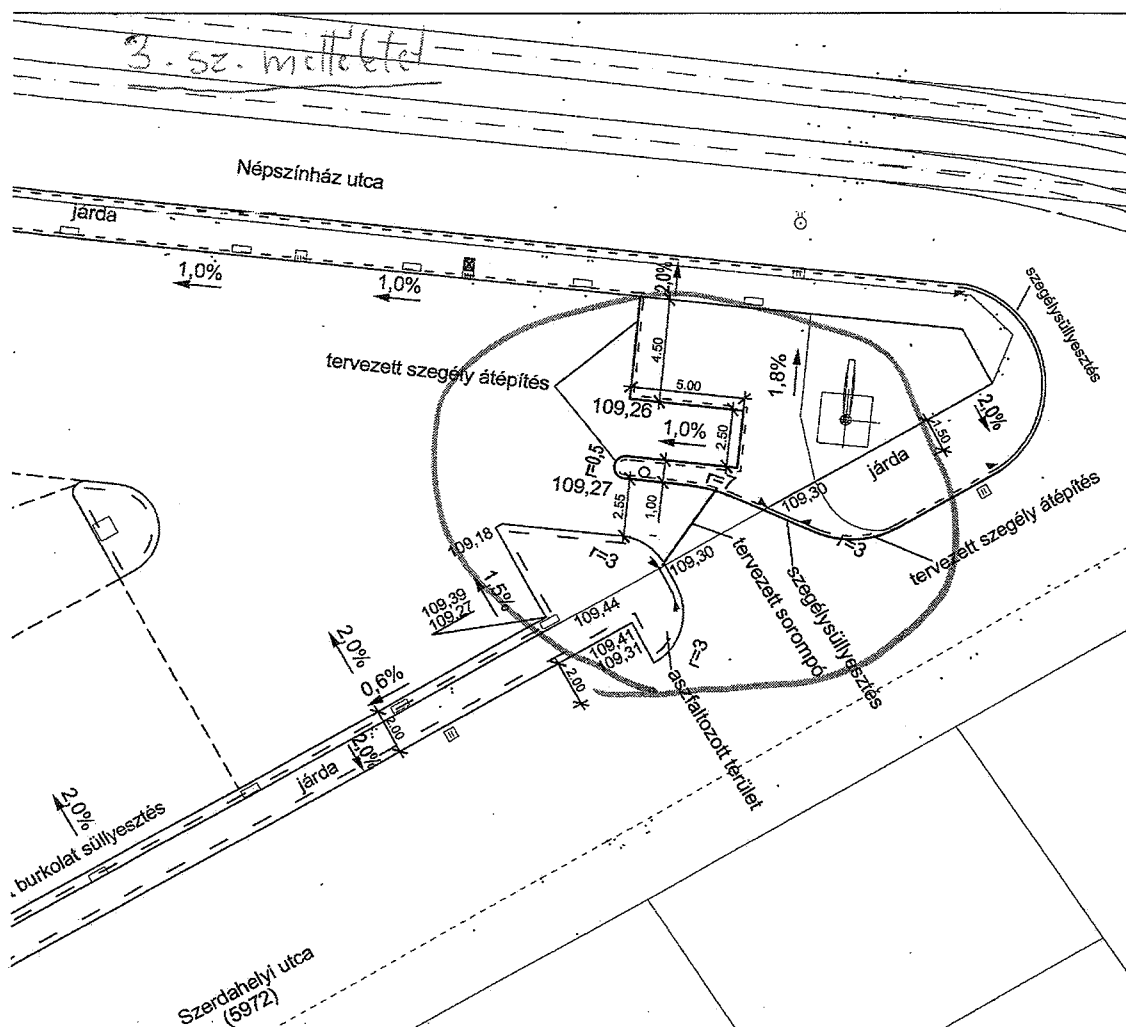 3. sz. melléklet
Népszínház utca
járda
1,0%
1,0%
2,0%
szegélysüllyesztés
4.50
tervezett szegély átépítés
1,8%
5.00
109,26
2,0%
1,0%
2.50
1.50
r=0,5
járda
109,27
r=7
2.55
1.00
109,30
109,18
r=3
r=3
tervezett szegély átépítés
109,30
1,5%
109,39
109,27
109,44
tervezett sorompó
szegélysüllyesztés
109,41
109,31
r=3
2,0%
0,6%
2.00
aszfaltozott terület
2.00
2,0%
járda
2,0%
burkolat süllyesztés
Szerdahelyi utca
(5972)